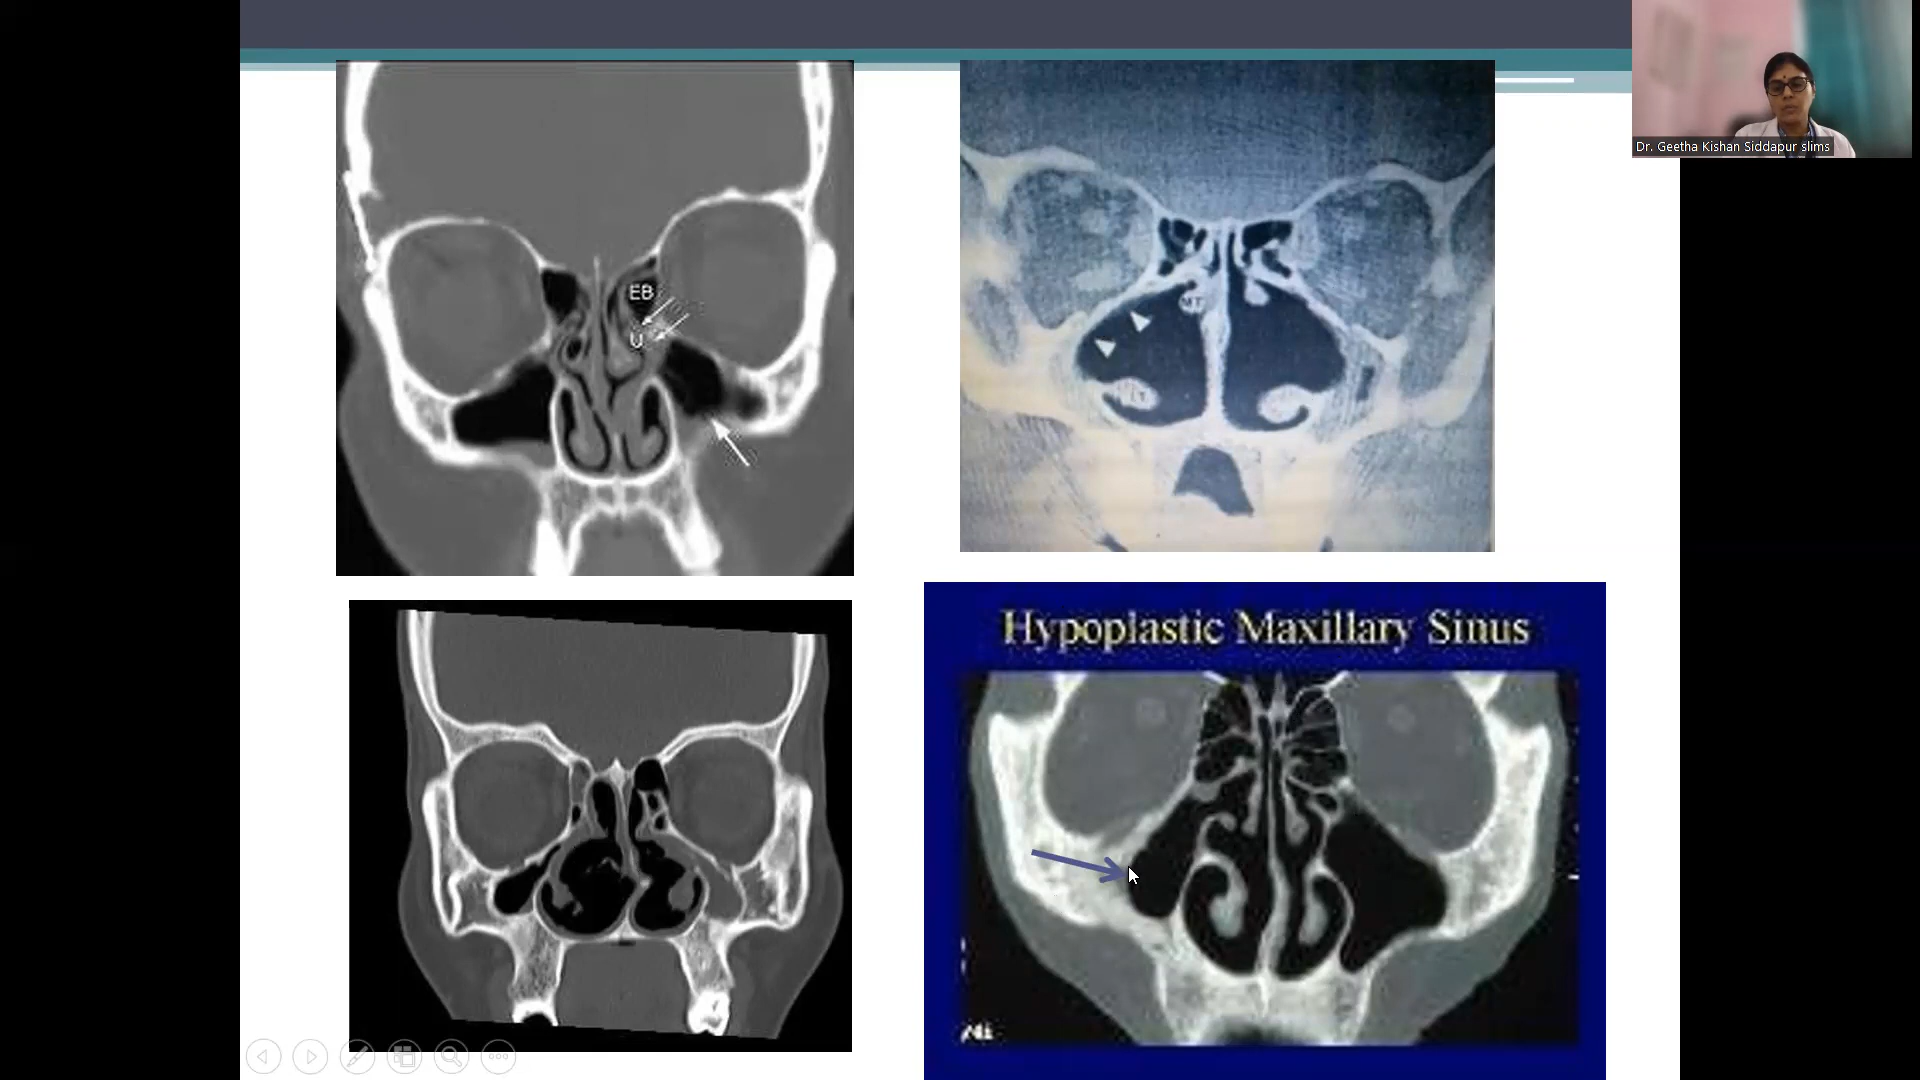 Dr. Geetha Kishan Siddapur slims
EB
U
MT
Hypoplastic Maxillary Sinus